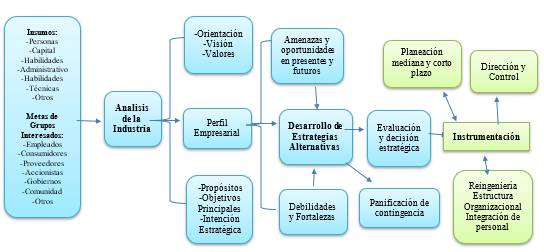 Insumos:
-Personas
-Capital
-Habilidades
-Administrativo
-Habilidades
-Técnicas
-Otros
Metas de
Grupos
Interesados:
-Empleados
-Consumidores
-Proveedores
-Accionistas
-Gobiernos
-Comunidad
-Otros
Analisis
de la
Industria
-Orientación
-Visión
-Valores
Perfil
Empresarial
-Propósitos
-Objetivos
Principales
-Intención
Estratégica
Amenazas y
oportunidades
en presentes y
futuros
Desarrollo de
Estrategias
Alternativas
Debilidades
y Fortalezas
Evaluación
y decisión
estratégica
Panificación de
contingencia
Planeación
mediana y corto
plazo
Dirección y
Control
Instrumentación
Reingeniería
Estructura
Organizacional
Integración de
personal